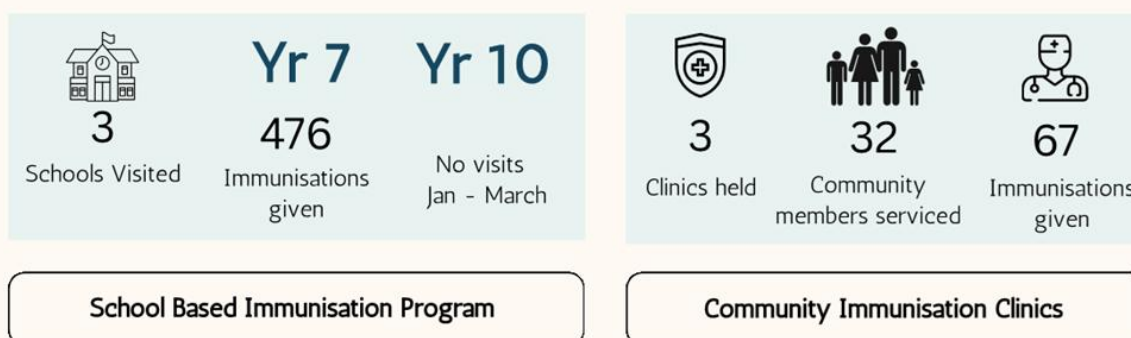 Yr 7
Yr 10
3
Schools Visited
476
Immunisations
given
No visits
Jan - March
School Based Immunisation Program
3
Clinics held
32
Community
members serviced
67
Immunisations
given
Community Immunisation Clinics